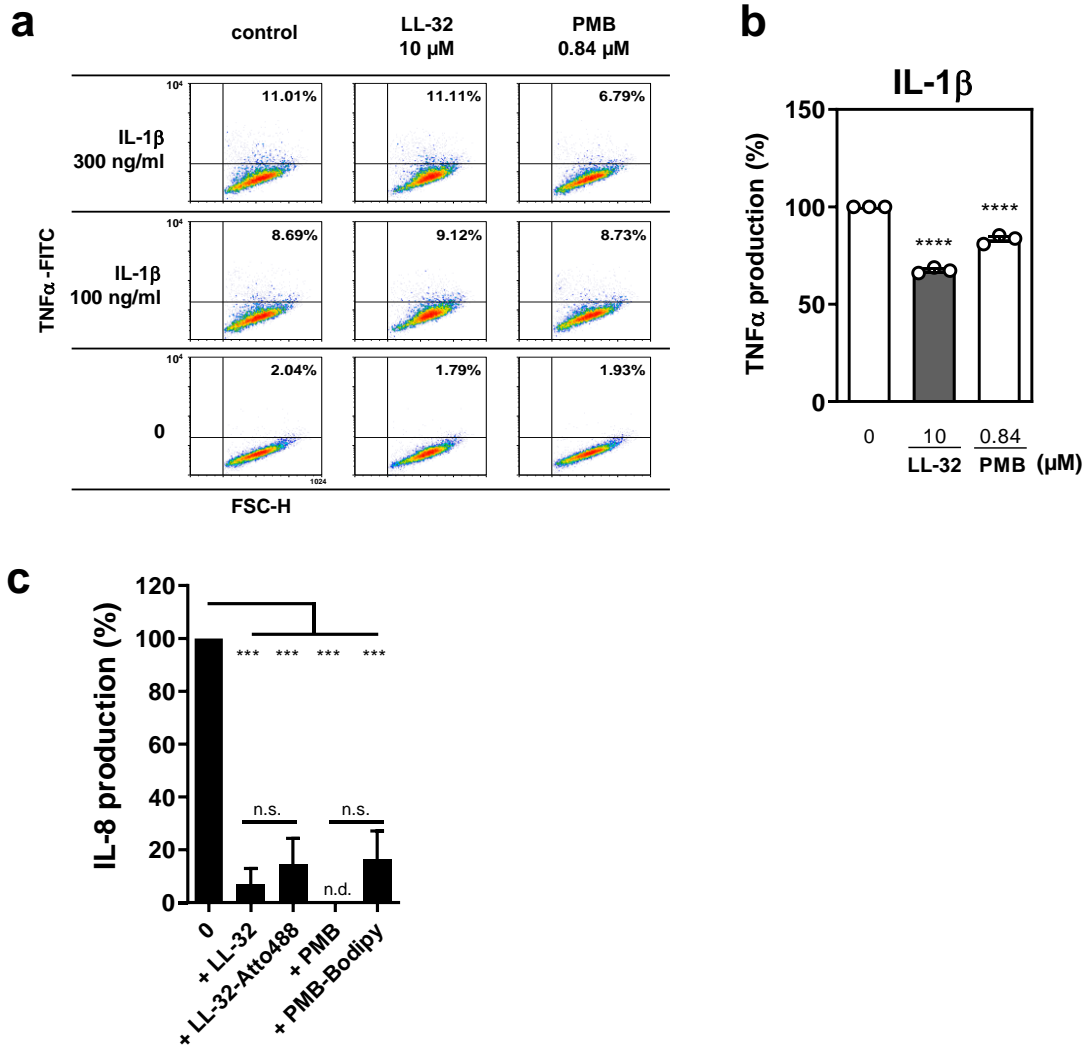 a
control
LL-32
10 µM
PMB
0.84 µM
TNFα -FITC
IL-1β
300 ng/ml
10⁴
11.01%
11.11%
6.79%
IL-1β
100 ng/ml
10⁴
8.69%
9.12%
8.73%
0
10⁴
2.04%
1.79%
1.93%
1024
FSC-H
b
IL-1β
TNFα production (%)
150
100
50
0
****
****
0
10
0.84
LL-32
PMB
(µM)
c
IL-8 production (%)
120
100
80
60
40
20
0
*** *** *** ***
n.s.
n.s.
n.d.
0
+ LL-32
+ LL-32-Atto488
+ PMB
+ PMB-Bodipy